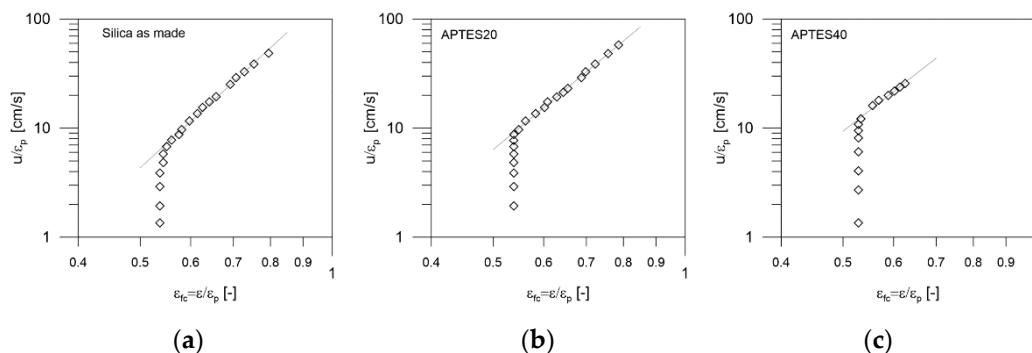 100
Silica as made
10
1
u/εp [cm/s]
0.4 0.5 0.6 0.7 0.8 0.9 1
εfc=ε/εp [-]
(a)
100
APTES20
10
1
u/εp [cm/s]
0.4 0.5 0.6 0.7 0.8 0.9 1
εfc=ε/εp [-]
(b)
100
APTES40
10
1
u/εp [cm/s]
0.4 0.5 0.6 0.7 0.8 0.9 1
εfc=ε/εp [-]
(c)